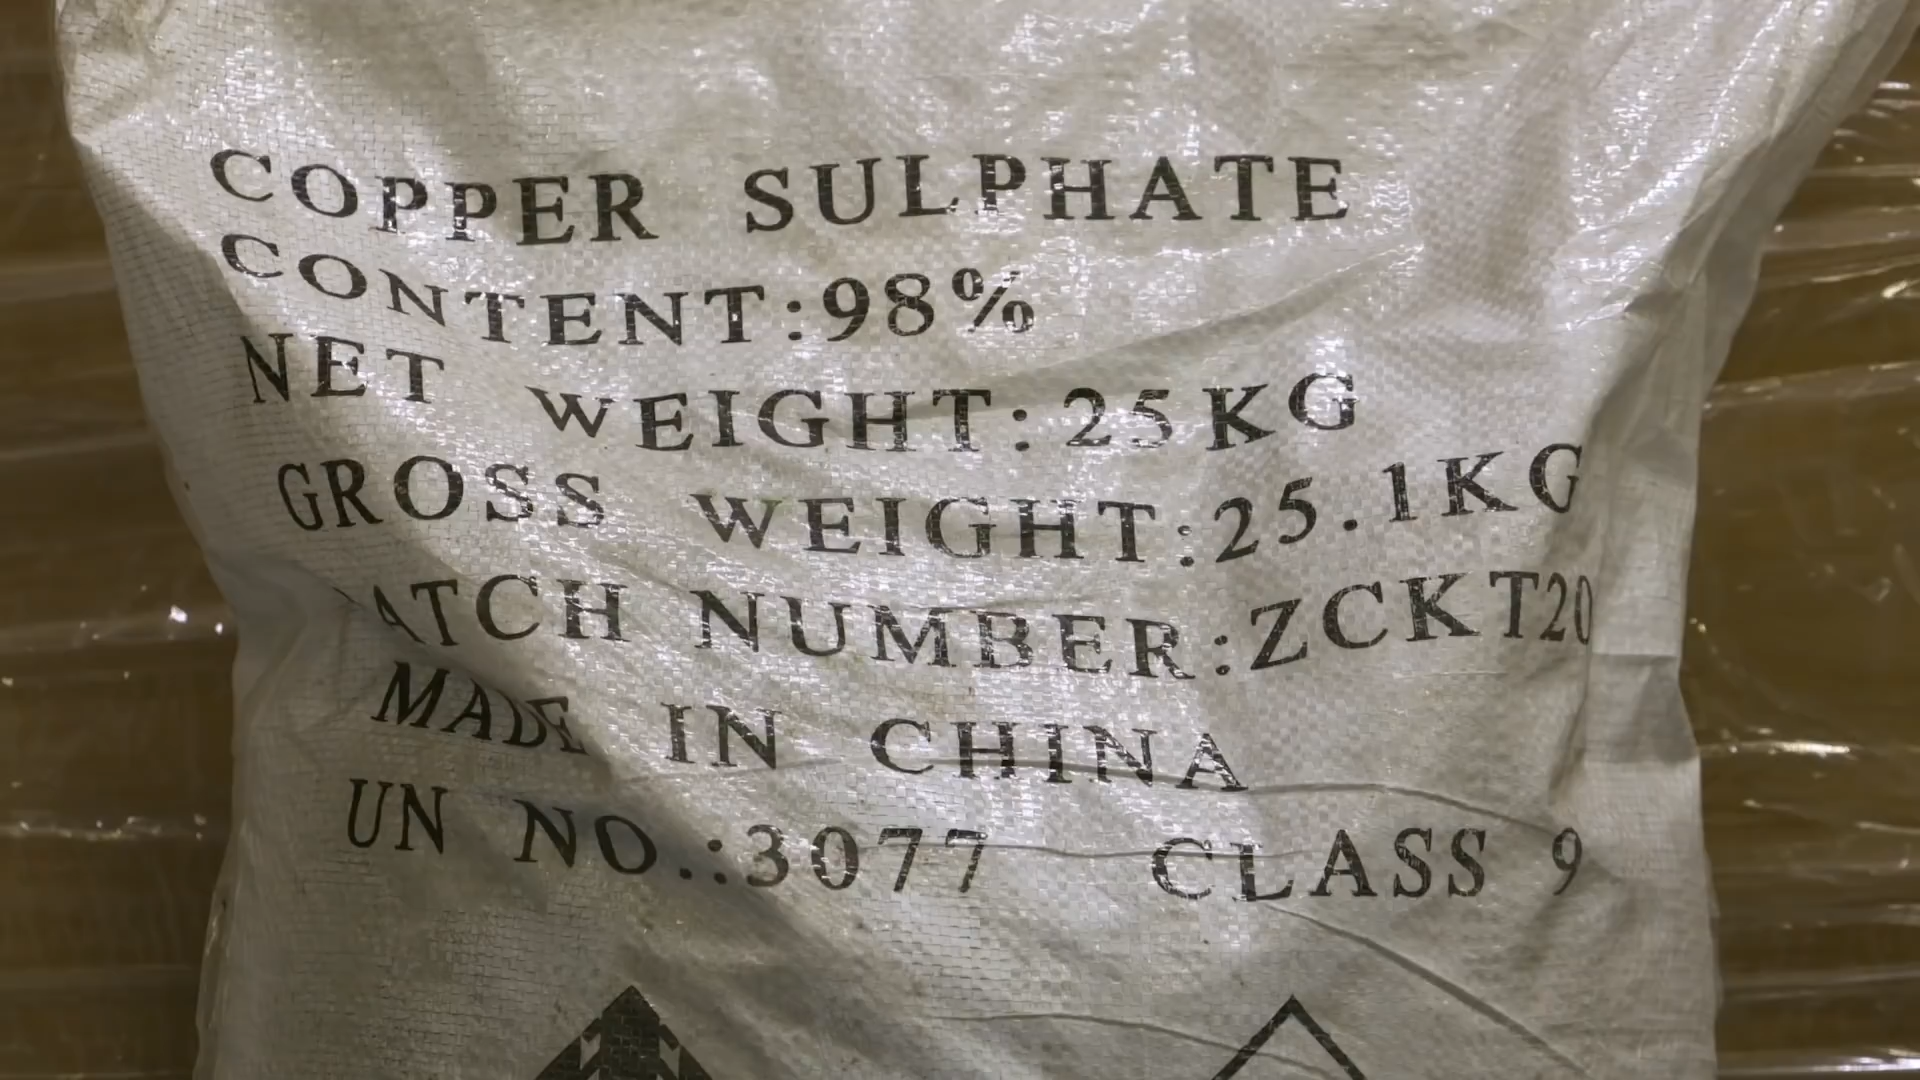 COPPER SULPHATE
CONTENT:98%
NET WEIGHT:25KG
GROSS WEIGHT:25.1KG
NUMBER:ZCKT20
MADE IN CHINA
UN NO.:3077 CLASS 9